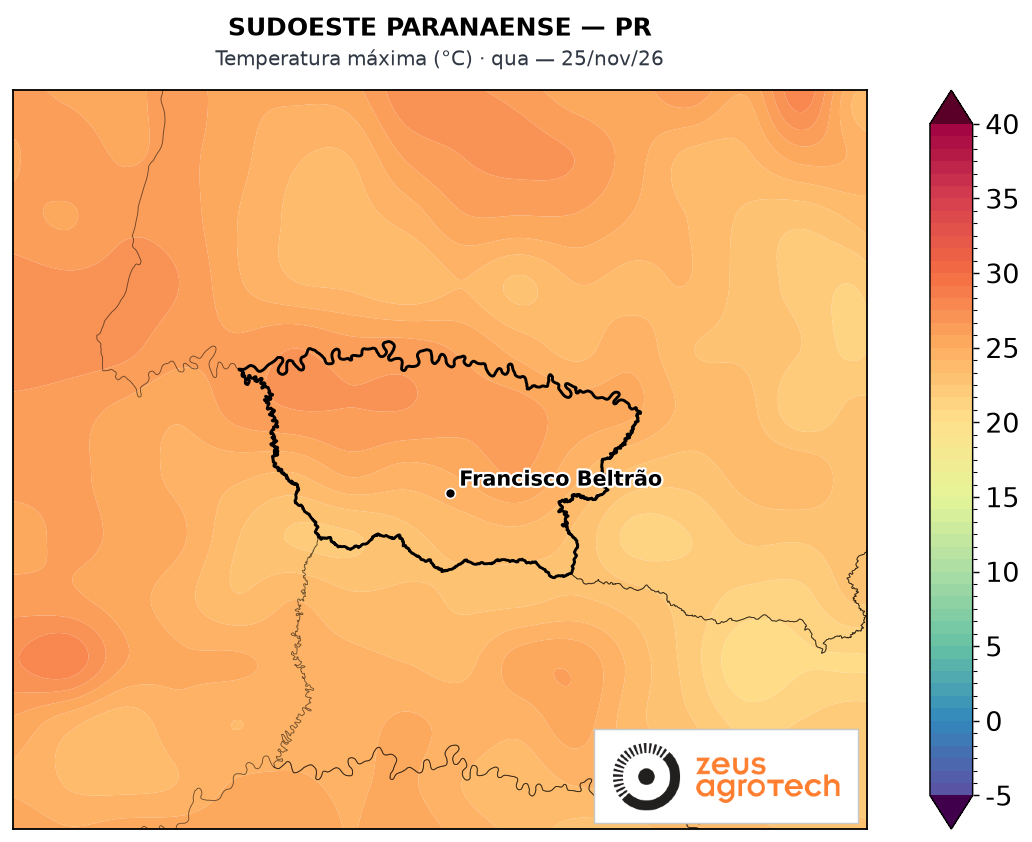 SUDOESTE PARANAENSE — PR
Temperatura máxima (°C) · qua — 25/nov/26
40
35
30
25
20
15
10
5
0
-5
Francisco Beltrão
zeus
agrotech